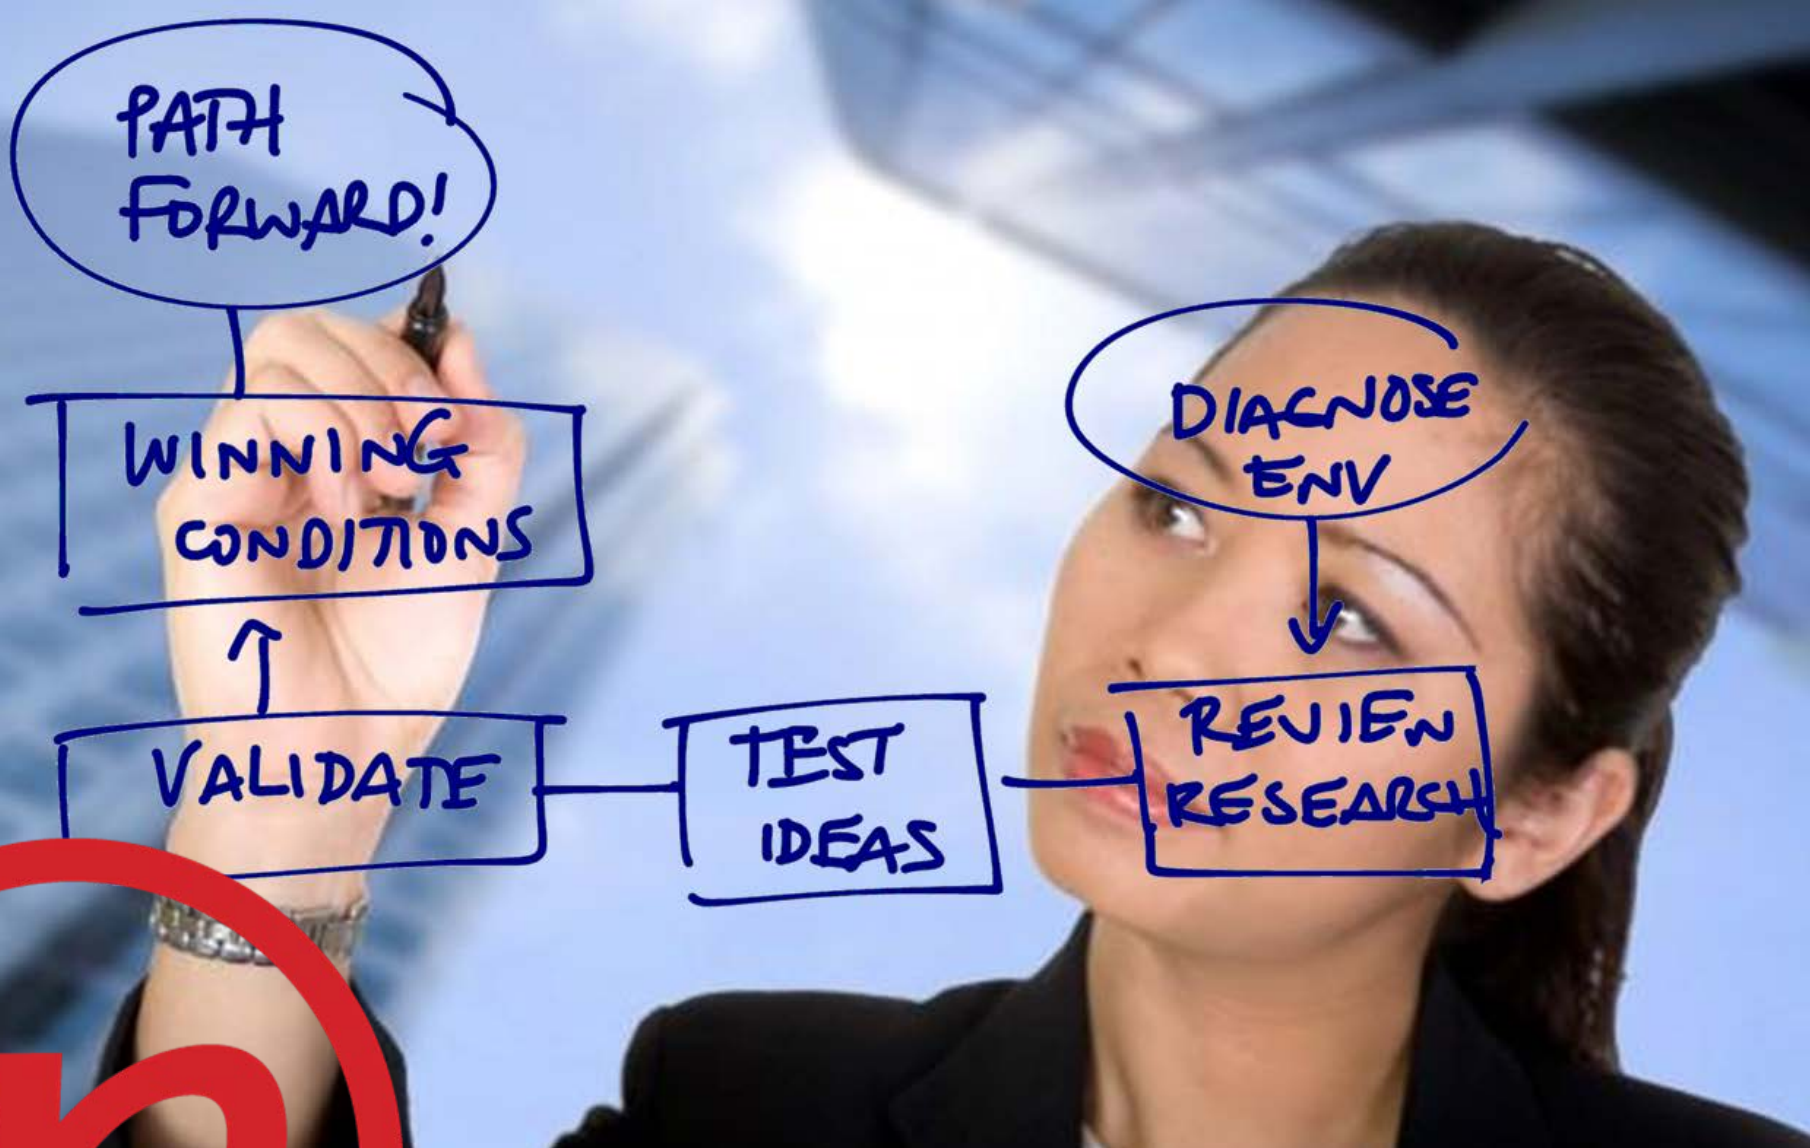 PATH
FORWARD!
WINNING
CONDITIONS
VALIDATE
TEST
IDEAS
DIAGNOSE
ENV
REVIEW
RESEARCH
n